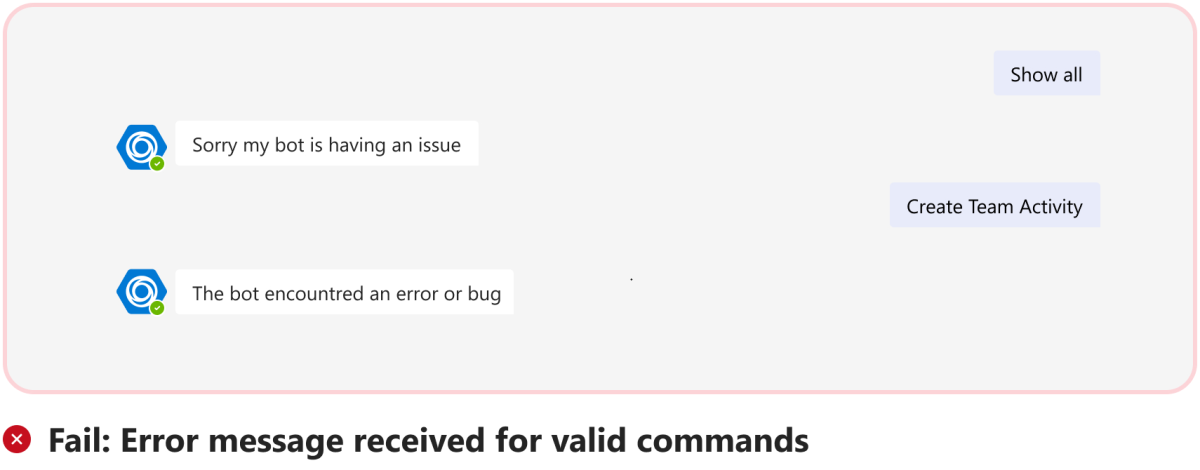 Show all
Sorry my bot is having an issue
Create Team Activity
The bot encountred an error or bug
Fail: Error message received for valid commands